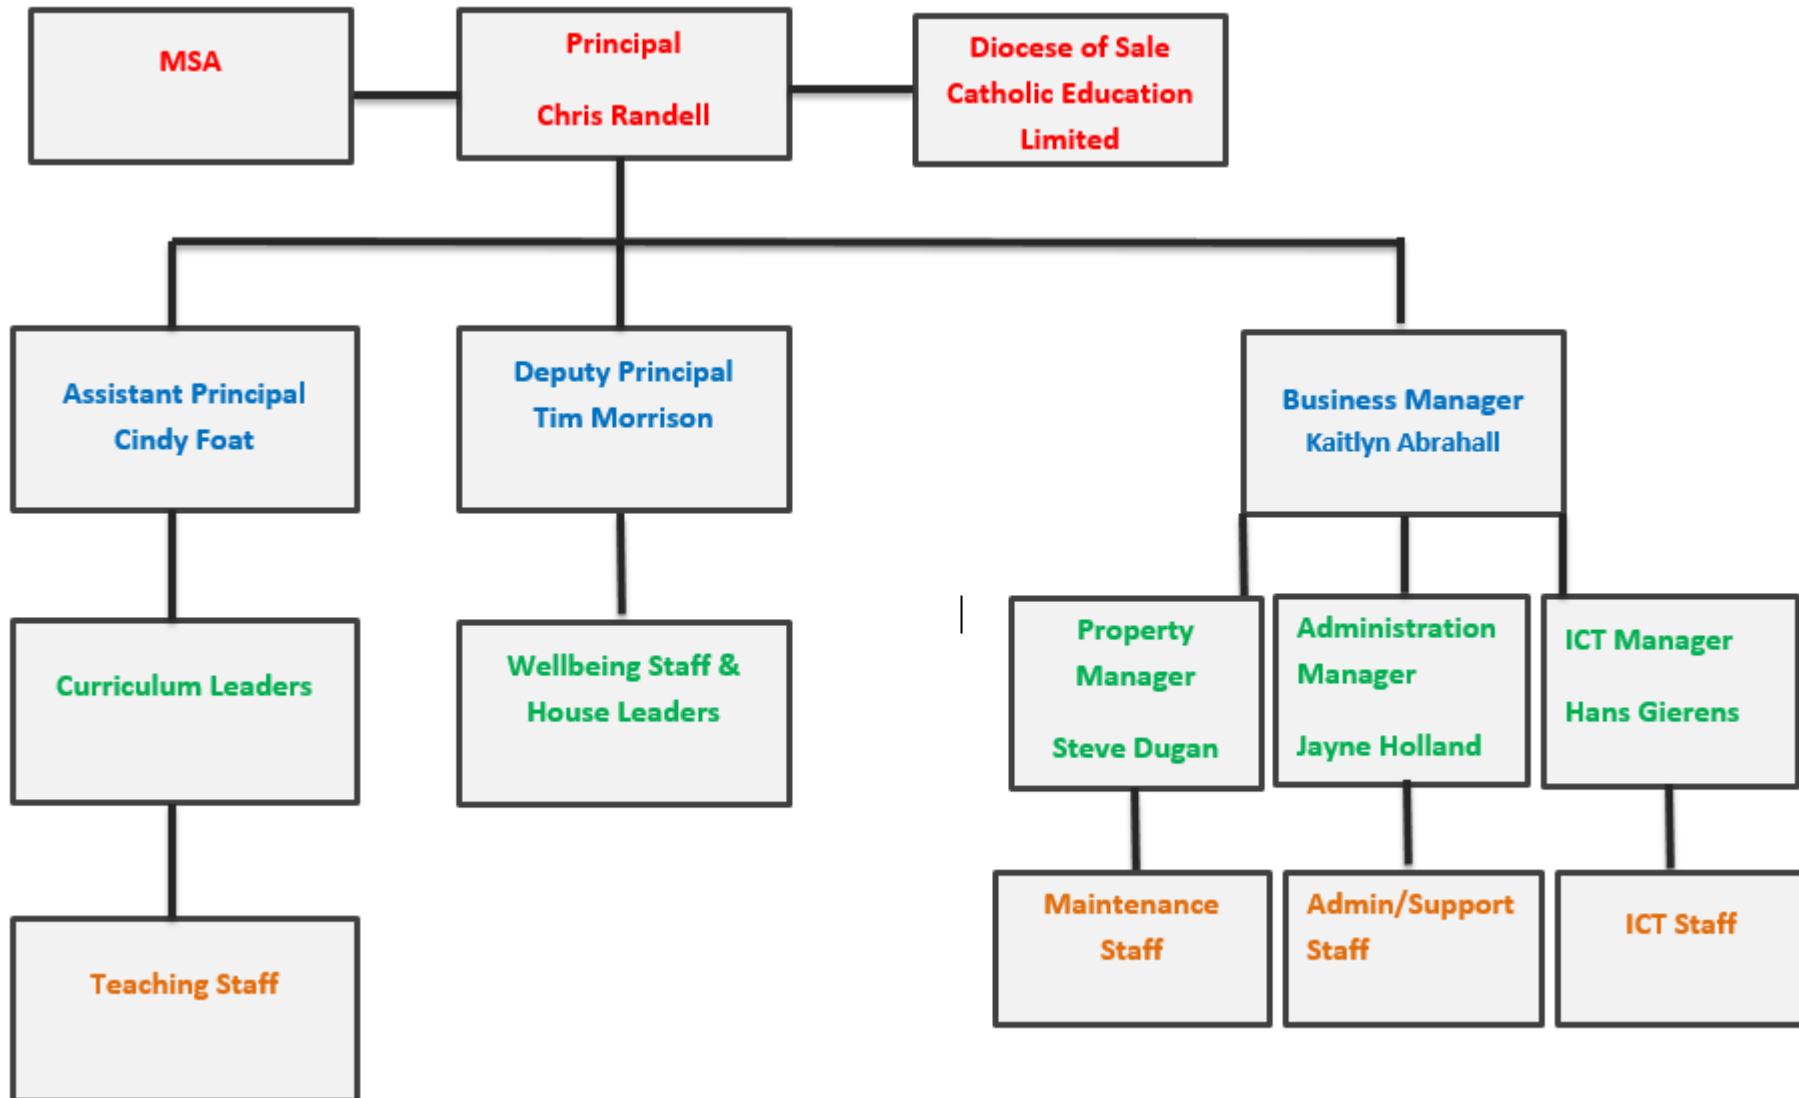 MSA
Principal
Chris Randell
Diocese of Sale
Catholic Education
Limited
Assistant Principal
Cindy Foat
Deputy Principal
Tim Morrison
Business Manager
Kaitlyn Abrahall
Curriculum Leaders
Wellbeing Staff &
House Leaders
Property
Manager
Steve Dugan
Administration
Manager
Jayne Holland
ICT Manager
Hans Gierens
Teaching Staff
Maintenance
Staff
Admin/Support
Staff
ICT Staff